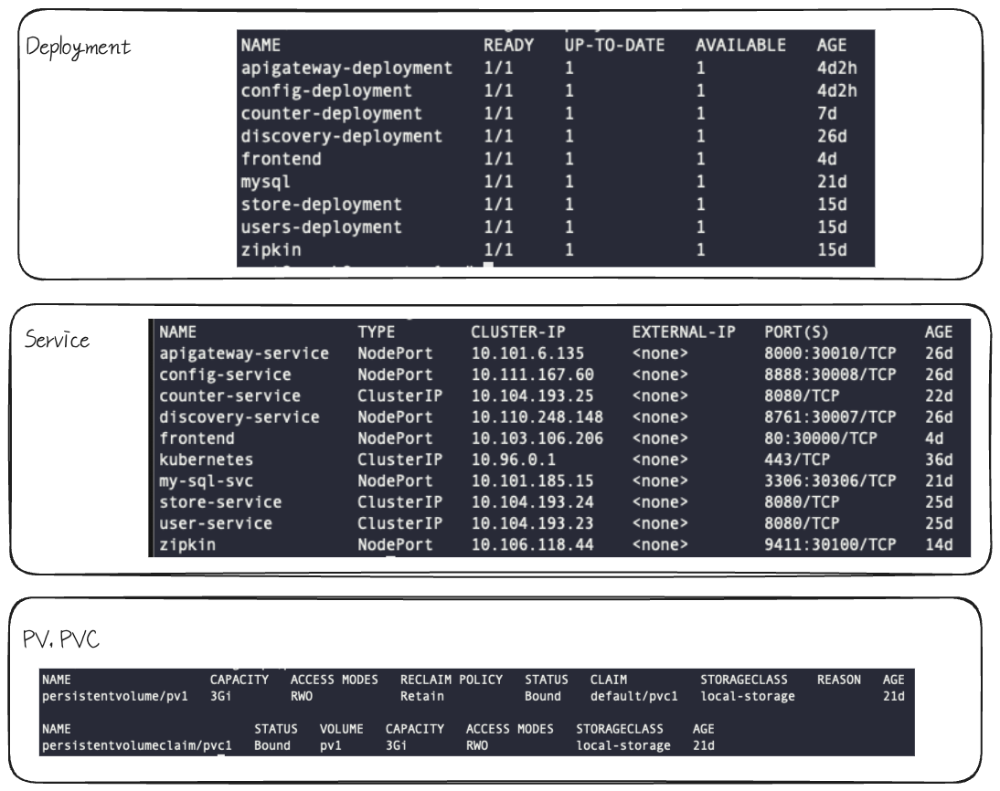 Deployment
NAME READY UP-TO-DATE AVAILABLE AGE
apigateway-deployment 1/1 1 1 4d2h
config-deployment 1/1 1 1 4d2h
counter-deployment 1/1 1 1 7d
discovery-deployment 1/1 1 1 26d
frontend 1/1 1 1 4d
mysql 1/1 1 1 21d
store-deployment 1/1 1 1 15d
users-deployment 1/1 1 1 15d
zipkin 1/1 1 1 15d
Service
NAME TYPE CLUSTER-IP EXTERNAL-IP PORT(S) AGE
apigateway-service NodePort 10.101.6.135 <none> 8000:30010/TCP 26d
config-service NodePort 10.111.167.60 <none> 8888:30008/TCP 26d
counter-service ClusterIP 10.104.193.25 <none> 8080/TCP 22d
discovery-service NodePort 10.110.248.148 <none> 8761:30007/TCP 26d
frontend NodePort 10.103.106.206 <none> 80:30000/TCP 4d
kubernetes ClusterIP 10.96.0.1 <none> 443/TCP 36d
my-sql-svc NodePort 10.101.185.15 <none> 3306:30306/TCP 21d
store-service ClusterIP 10.104.193.24 <none> 8080/TCP 25d
user-service ClusterIP 10.104.193.23 <none> 8080/TCP 25d
zipkin NodePort 10.106.118.44 <none> 9411:30100/TCP 14d
PV, PVC
NAME CAPACITY ACCESS MODES RECLAIM POLICY STATUS CLAIM STORAGECLASS REASON AGE
persistentvolume/pv1 3Gi RWO Retain Bound default/pvc1 local-storage 21d
NAME STATUS VOLUME CAPACITY ACCESS MODES STORAGECLASS AGE
persistentvolumeclaim/pvc1 Bound pv1 3Gi RWO local-storage 21d